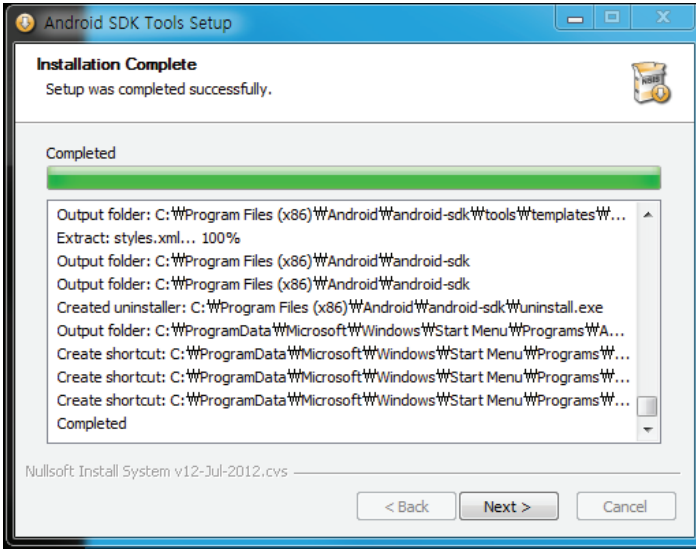 Android SDK Tools Setup
Installation Complete
Setup was completed successfully.
NSIS
Completed
Output folder: C:₩Program Files (x86)₩Android₩android-sdk₩tools₩templates₩...
Extract: styles.xml... 100%
Output folder: C:₩Program Files (x86)₩Android₩android-sdk
Output folder: C:₩Program Files (x86)₩Android₩android-sdk
Created uninstaller: C:₩Program Files (x86)₩Android₩android-sdk₩uninstall.exe
Output folder: C:₩ProgramData₩Microsoft₩Windows₩Start Menu₩Programs₩A...
Create shortcut: C:₩ProgramData₩Microsoft₩Windows₩Start Menu₩Programs₩...
Create shortcut: C:₩ProgramData₩Microsoft₩Windows₩Start Menu₩Programs₩...
Create shortcut: C:₩ProgramData₩Microsoft₩Windows₩Start Menu₩Programs₩...
Completed
Nullsoft Install System v12-Jul-2012.cvs
< Back Next > Cancel